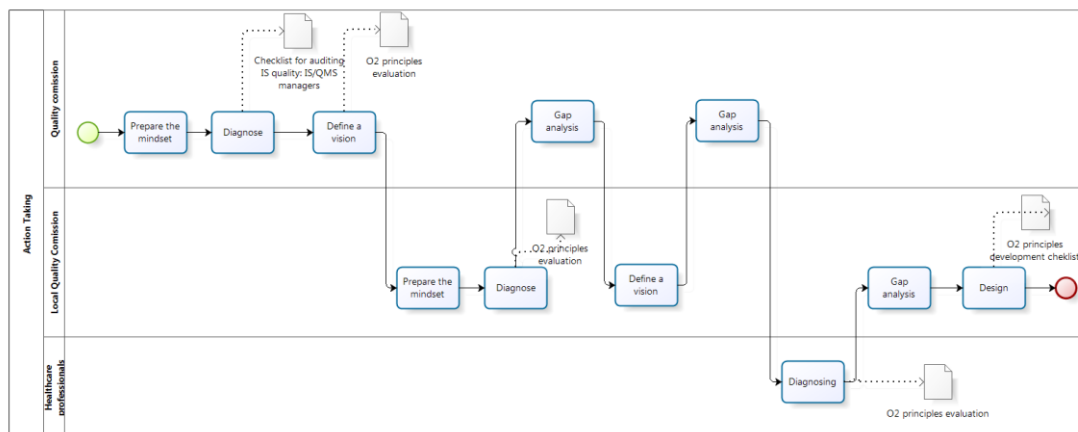 Action Taking
Quality comission
Checklist for auditing
IS quality: IS/QMS
managers
O2 principles
evaluation
Prepare the
mindset
Diagnose
Define a
vision
Gap
analysis
Gap
analysis
Local Quality Comission
O2 principles
evaluation
Prepare the
mindset
Diagnose
Define a
vision
O2 principles
development cheklist
Gap
analysis
Design
Healthcare
professionals
Diagnosing
O2 principles evaluation